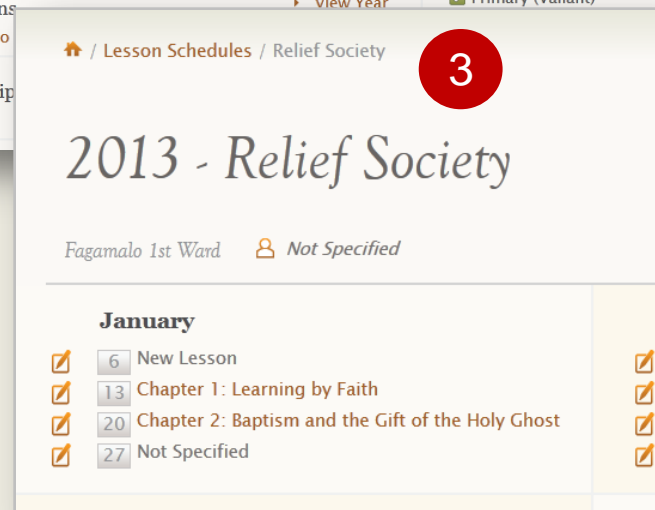 ns
View Year
Primary (Variant)
o
ip
/ Lesson Schedules / Relief Society
3
2013 - Relief Society
Fagamalo 1st Ward Not Specified
January
6 New Lesson
13 Chapter 1: Learning by Faith
20 Chapter 2: Baptism and the Gift of the Holy Ghost
27 Not Specified